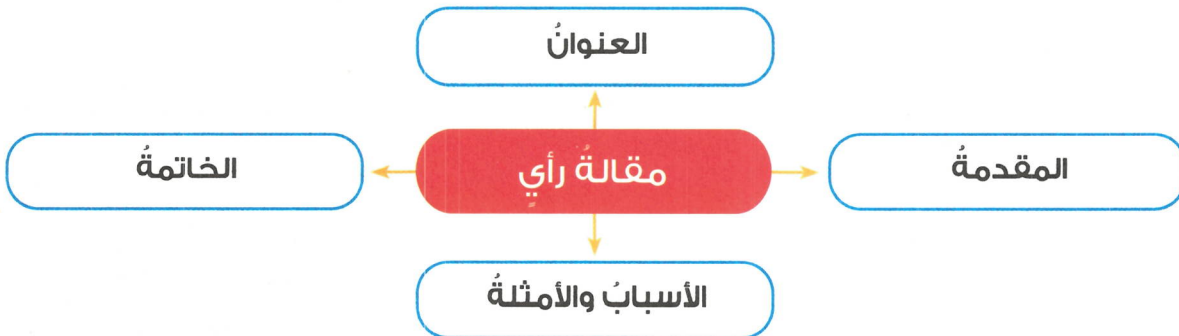 العنوانُ
المقدمةُ
مقالةُ رأيٍ
الخاتمةُ
الأسبابُ والأمثلةُ